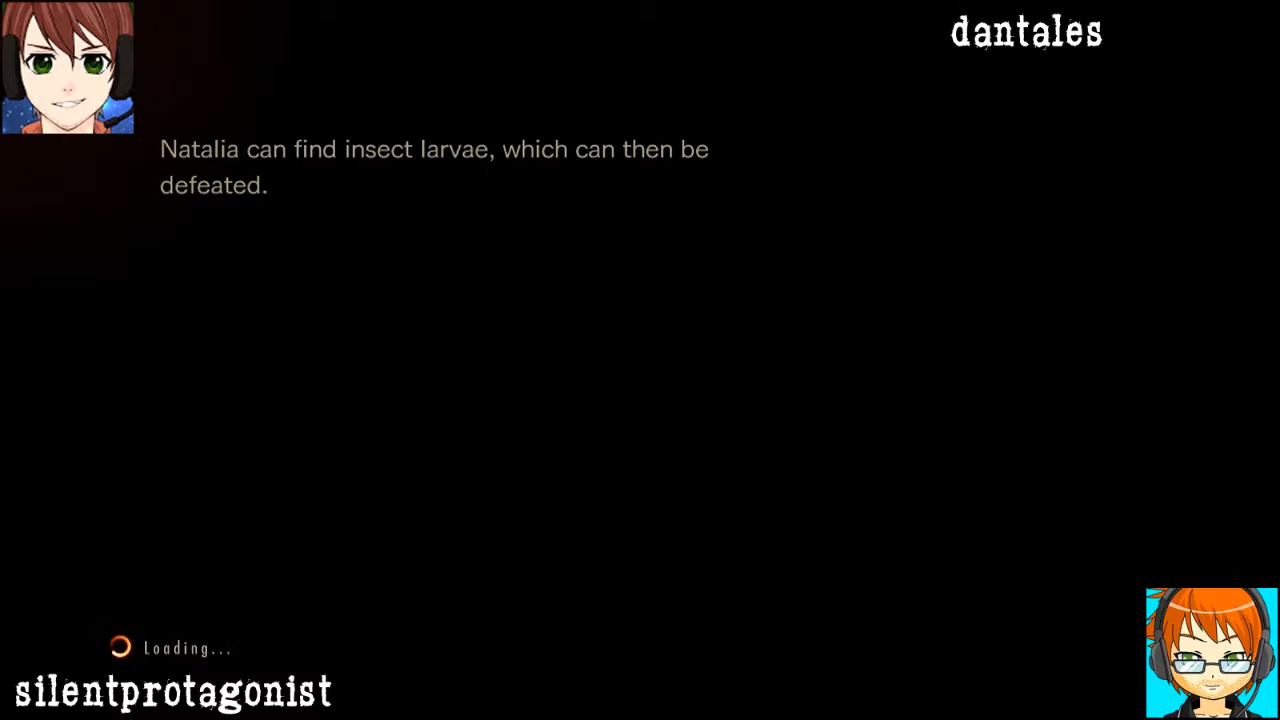 dantales
Natalia can find insect larvae, which can then be
defeated.
Loading...
silentprotagonist